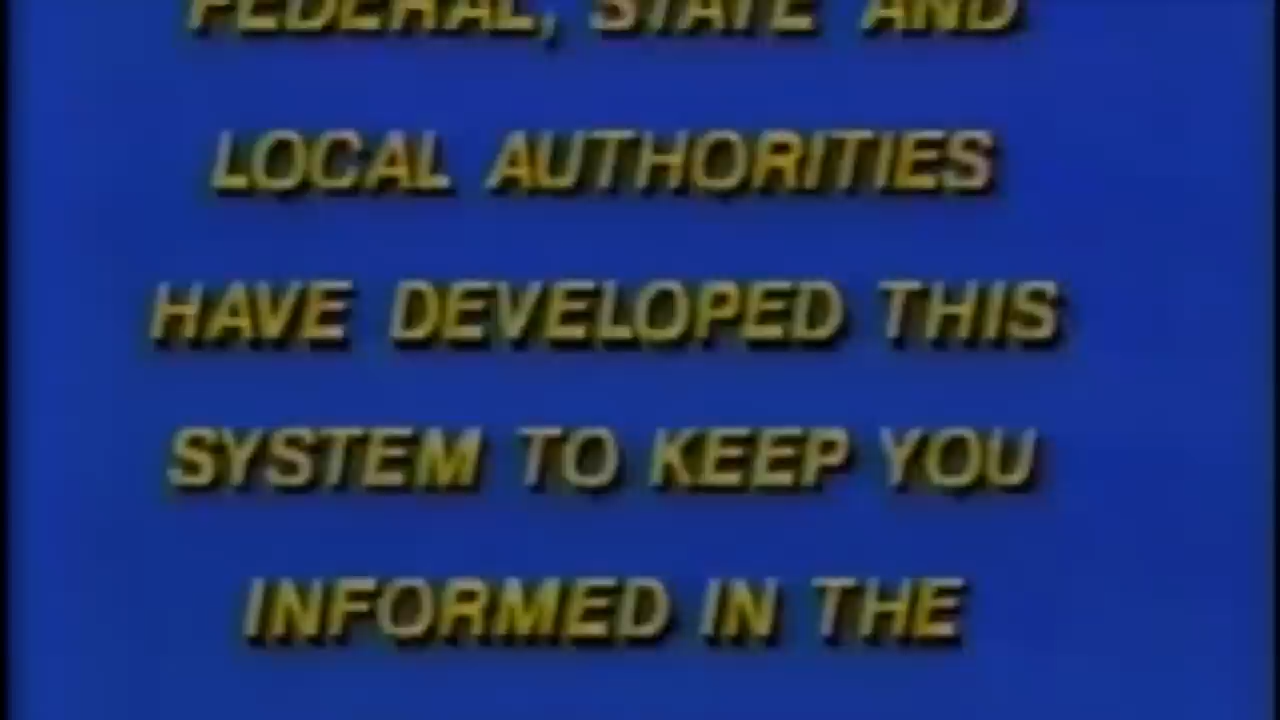 FEDERAL, STATE AND
LOCAL AUTHORITIES
HAVE DEVELOPED THIS
SYSTEM TO KEEP YOU
INFORMED IN THE